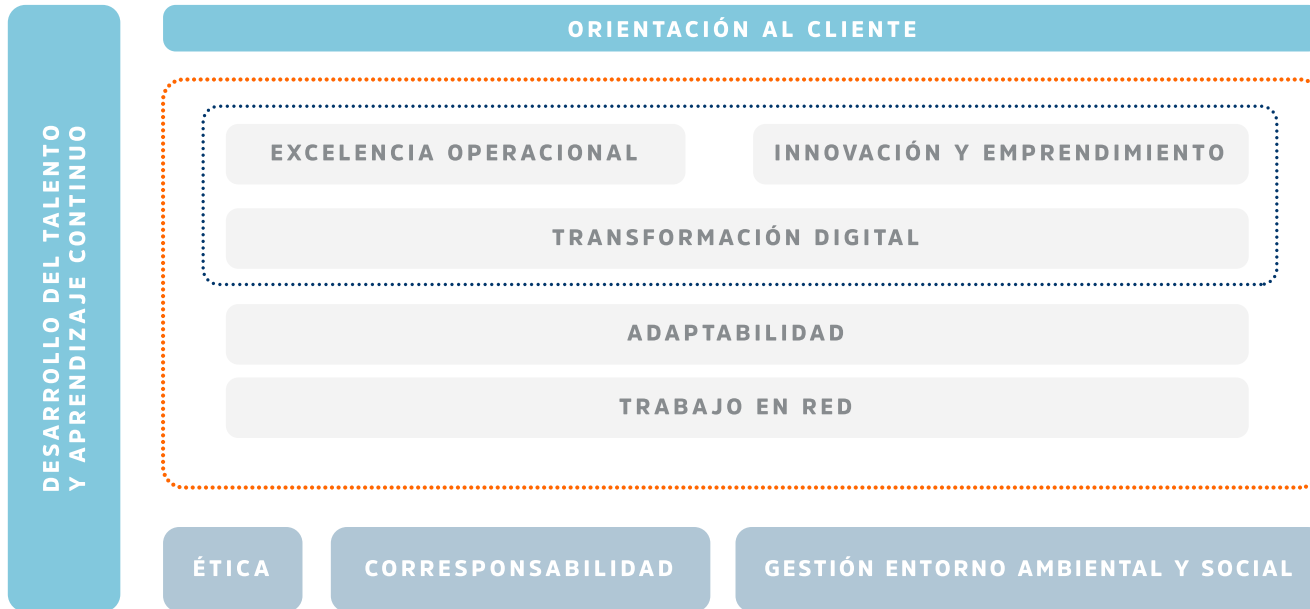 DESARROLLO DEL TALENTO
Y APRENDIZAJE CONTINUO
ORIENTACIÓN AL CLIENTE
EXCELENCIA OPERACIONAL
INNOVACIÓN Y EMPRENDIMIENTO
TRANSFORMACIÓN DIGITAL
ADAPTABILIDAD
TRABAJO EN RED
ÉTICA
CORRESPONSABILIDAD
GESTIÓN ENTORNO AMBIENTAL Y SOCIAL